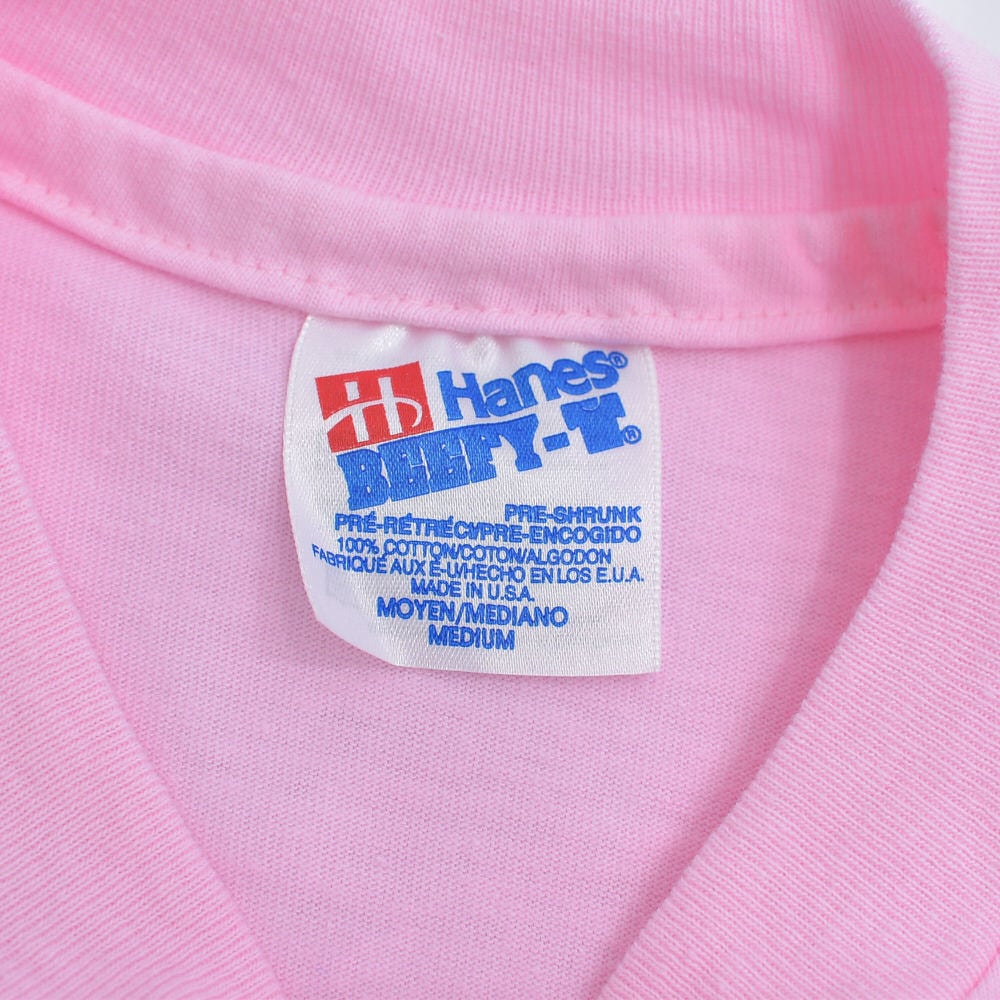 H Hanes®
BEEFY-T.®
PRE-SHRUNK
PRÉ-RÉTRÉCI/PRE-ENCOGIDO
100% COTTON/COTON/ALGODON
FABRIQUÉ AUX É-U/HECHO EN LOS E.U.A.
MADE IN U.S.A.
MOYEN/MEDIANO
MEDIUM